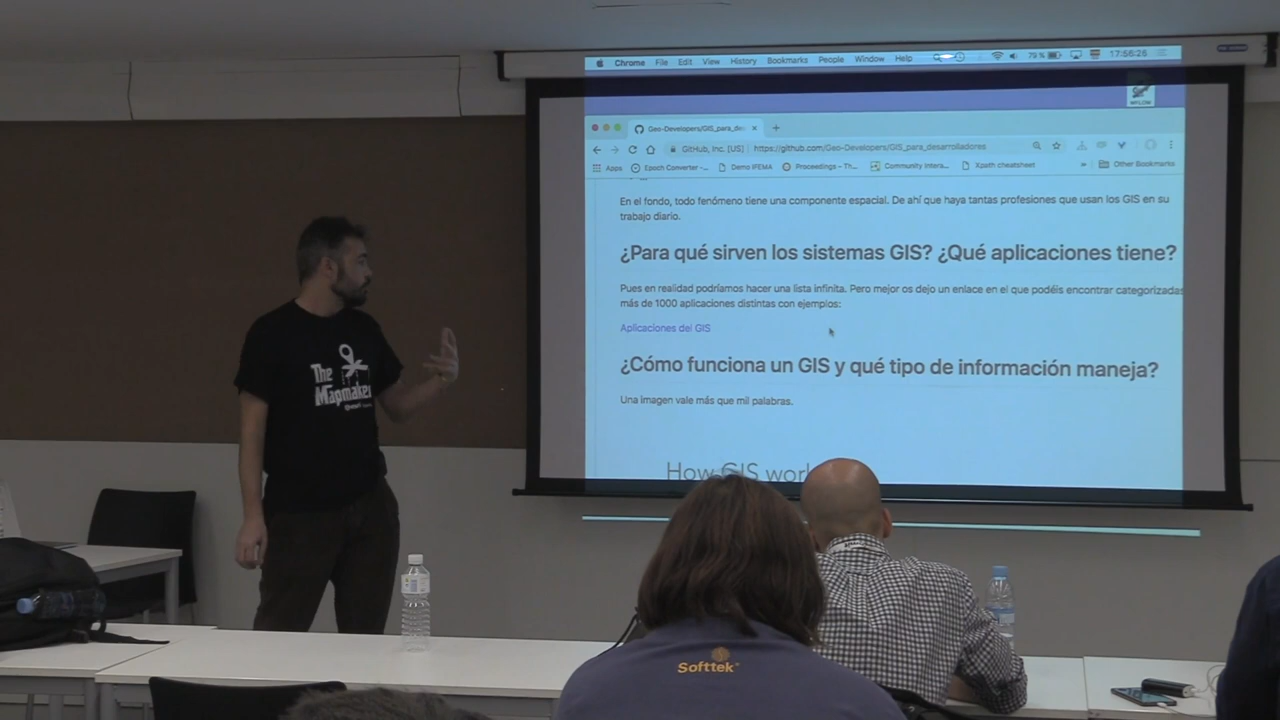 Chrome File Edit View History Bookmarks People Window Help 79 % 17:56:26
Geo-Developers/GIS_para_des
GitHub, Inc. [US] https://github.com/Geo-Developers/GIS_para_desarrolladores
Apps Epoch Converter -... Demo IFEMA Proceedings – Th... Community Intera... Xpath cheatsheet » Other Bookmarks
En el fondo, todo fenómeno tiene una componente espacial. De ahí que haya tantas profesiones que usan los GIS en su
trabajo diario.
¿Para qué sirven los sistemas GIS? ¿Qué aplicaciones tiene?
Pues en realidad podríamos hacer una lista infinita. Pero mejor os dejo un enlace en el que podéis encontrar categorizadas
más de 1000 aplicaciones distintas con ejemplos:
Aplicaciones del GIS
¿Cómo funciona un GIS y qué tipo de información maneja?
Una imagen vale más que mil palabras.
How GIS work
The
Mapmaker
Softtek